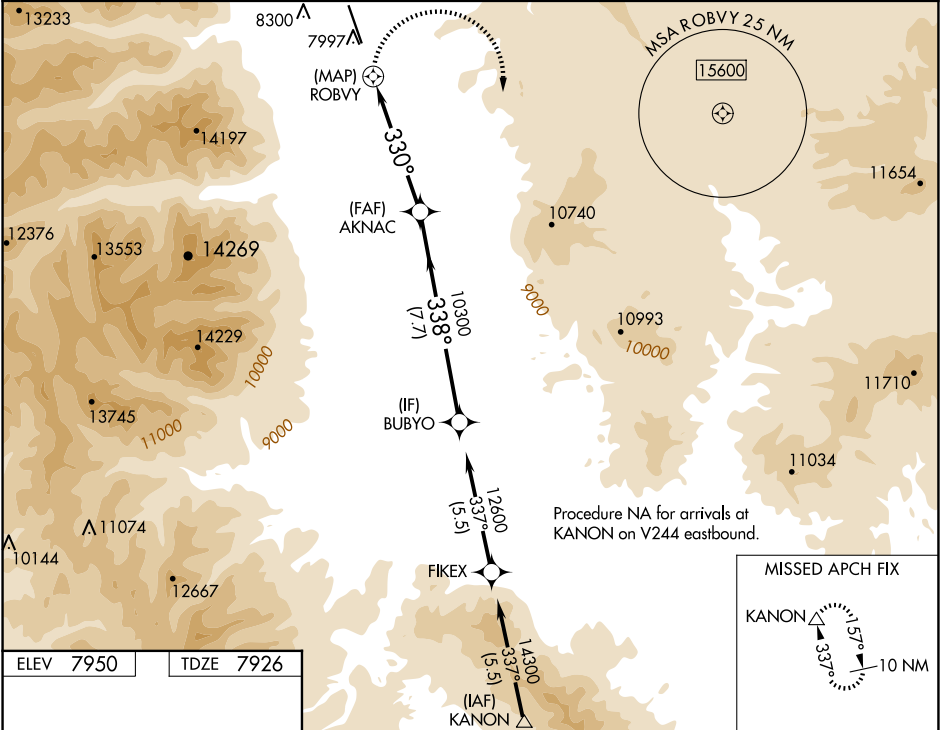 13233
8300
7997
MSA ROBVY 25 NM
15600
(MAP)
ROBVY
14197
330°
11654
(FAF)
AKNAC
10740
12376
13553
14269
9000
10300
338°
(7.7)
10993
10000
14229
10000
11710
(IF)
BUBYO
13745
11000
9000
11034
12600
337°
(5.5)
Procedure NA for arrivals at
KANON on V244 eastbound.
11074
10144
FIKEX
12667
MISSED APCH FIX
KANON
157°
337°
10 NM
14300
337°
(5.5)
(IAF)
KANON
ELEV 7950
TDZE 7926